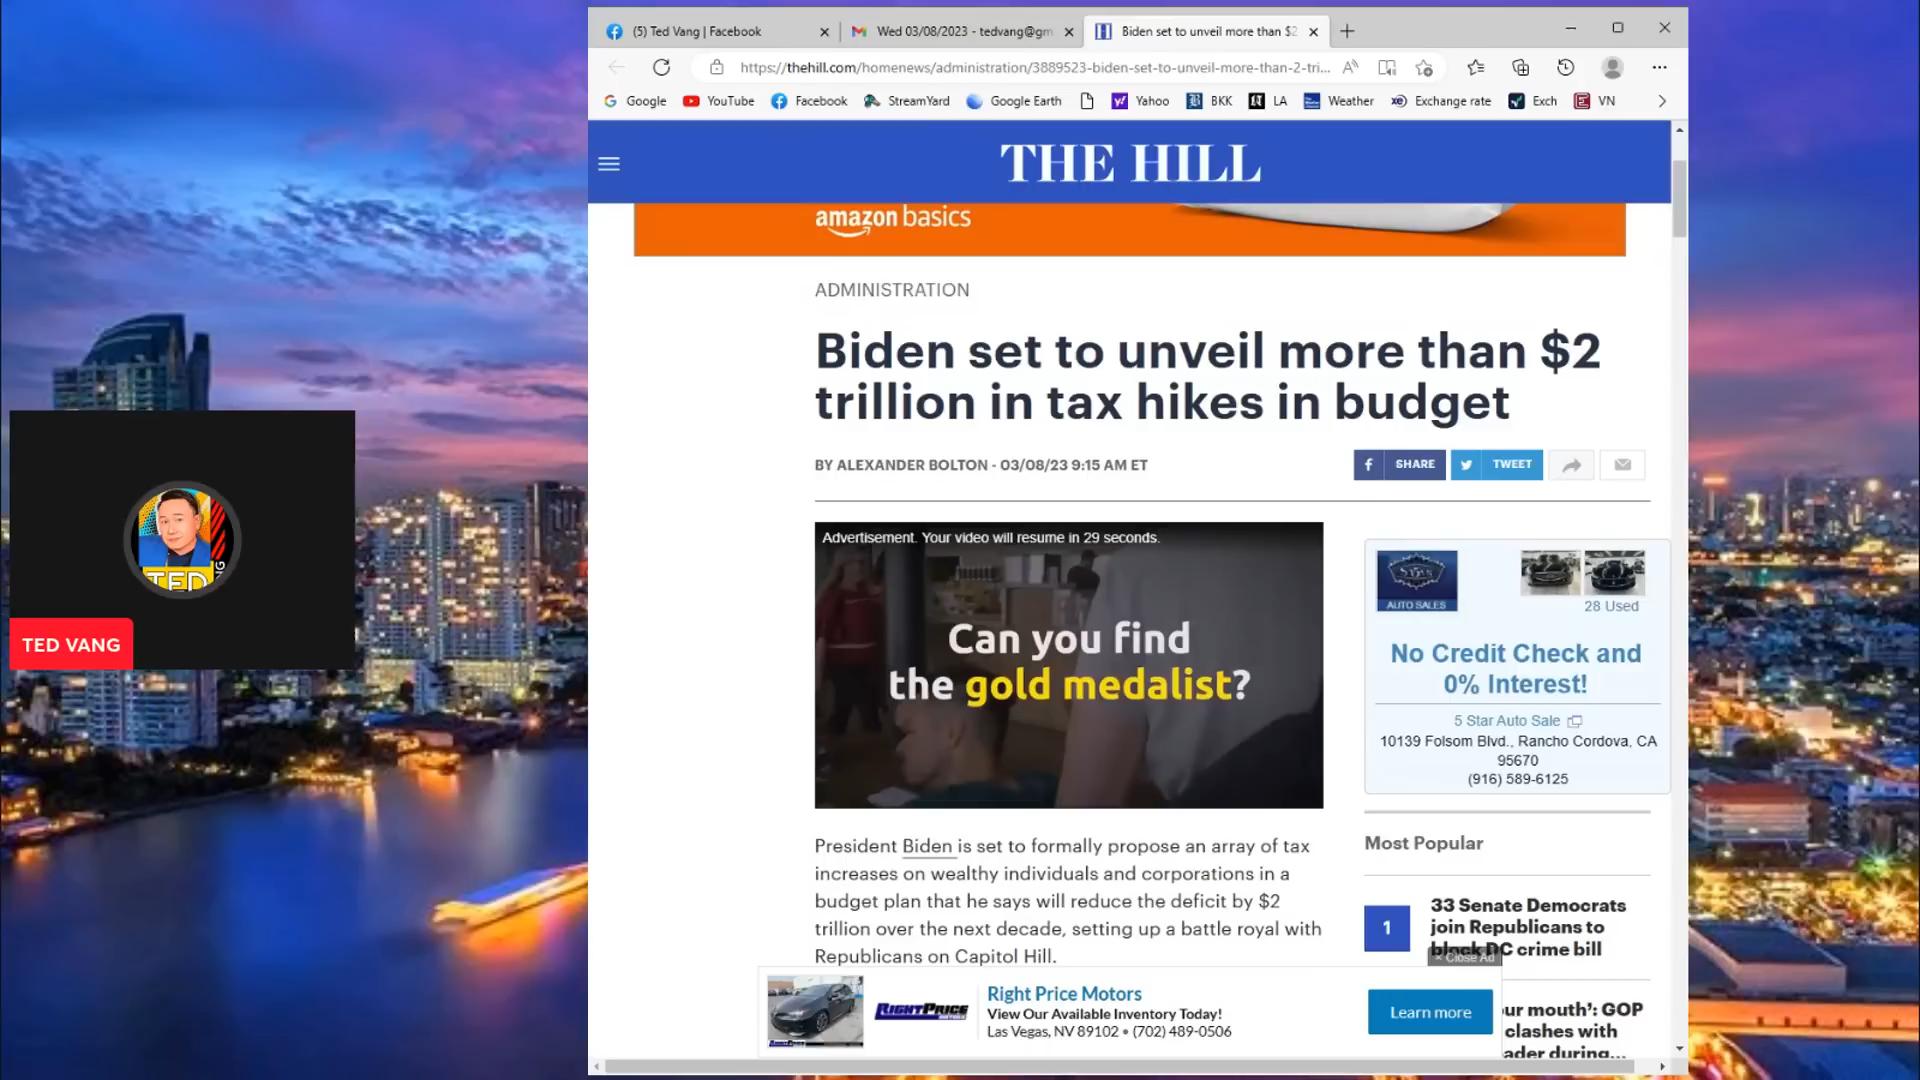 (5) Ted Vang | Facebook
Wed 03/08/2023 - tedvang@gm
Biden set to unveil more than $2
https://thehill.com/homenews/administration/3889523-biden-set-to-unveil-more-than-2-tri...
Google YouTube Facebook StreamYard Google Earth Yahoo BKK LA Weather Exchange rate Exch VN
THE HILL
amazon basics
ADMINISTRATION
Biden set to unveil more than $2
trillion in tax hikes in budget
BY ALEXANDER BOLTON - 03/08/23 9:15 AM ET
SHARE
TWEET
Advertisement. Your video will resume in 29 seconds.
Can you find
the gold medalist?
President Biden is set to formally propose an array of tax
increases on wealthy individuals and corporations in a
budget plan that he says will reduce the deficit by $2
trillion over the next decade, setting up a battle royal with
Republicans on Capitol Hill.
AUTO SALES
28 Used
No Credit Check and
0% Interest!
5 Star Auto Sale
10139 Folsom Blvd., Rancho Cordova, CA
95670
(916) 589-6125
Most Popular
1
33 Senate Democrats
join Republicans to
block DC crime bill
× Close Ad
our mouth’: GOP
clashes with
ader during...
RIGHTPRICE
Right Price Motors
View Our Available Inventory Today!
Las Vegas, NV 89102 • (702) 489-0506
Learn more
TED
TED VANG